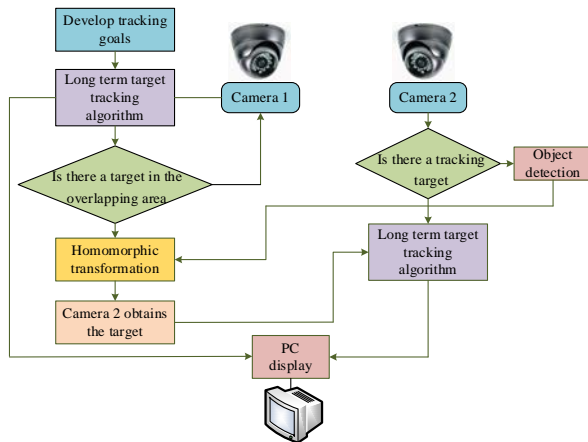 Develop tracking
goals
Long term target
tracking
algorithm
Camera 1
Camera 2
Is there a target in the
overlapping area
Is there a tracking
target
Object
detection
Homomorphic
transformation
Long term target
tracking
algorithm
Camera 2 obtains
the target
PC
display